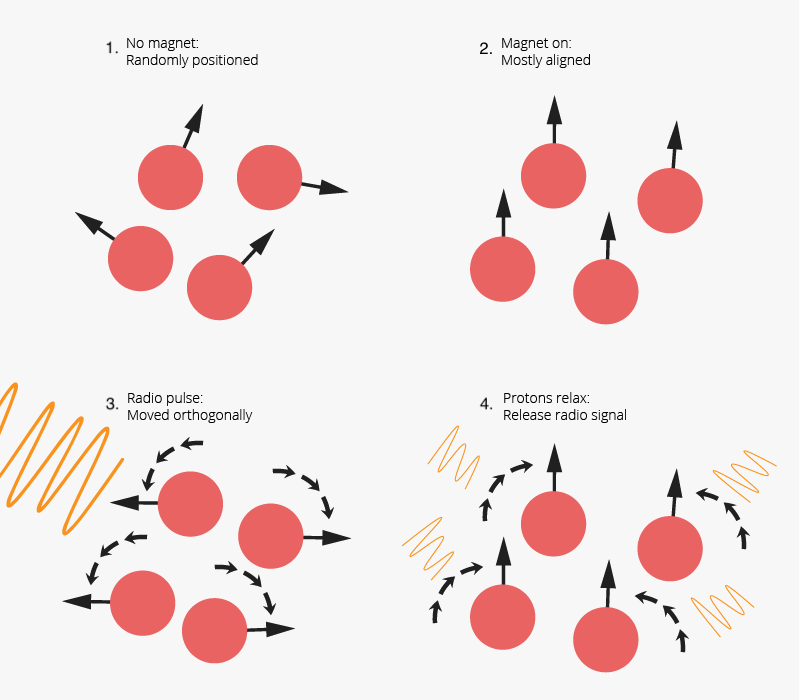 1. No magnet:
Randomly positioned
2. Magnet on:
Mostly aligned
3. Radio pulse:
Moved orthogonally
4. Protons relax:
Release radio signal